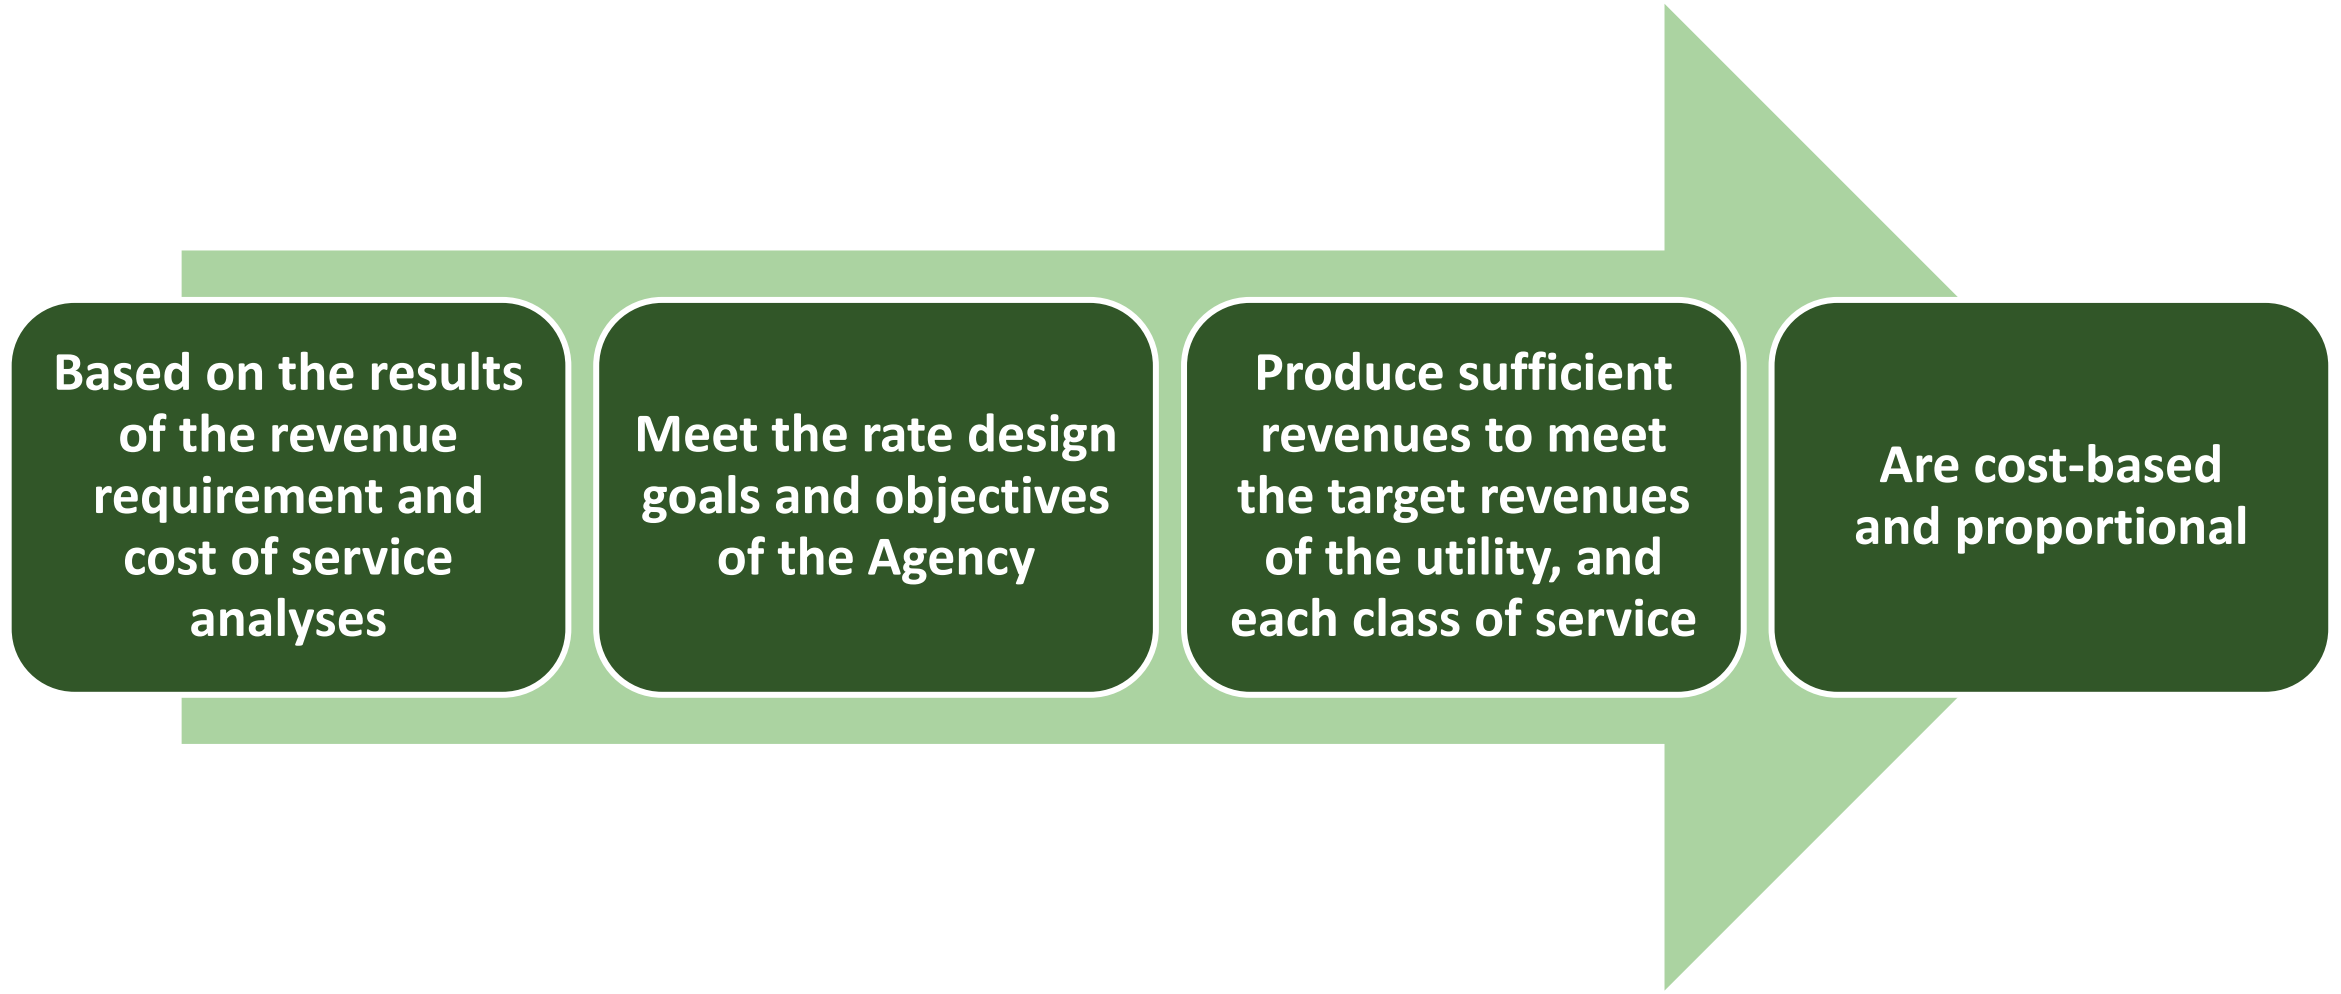 Based on the results
of the revenue
requirement and
cost of service
analyses
Meet the rate design
goals and objectives
of the Agency
Produce sufficient
revenues to meet
the target revenues
of the utility, and
each class of service
Are cost-based
and proportional